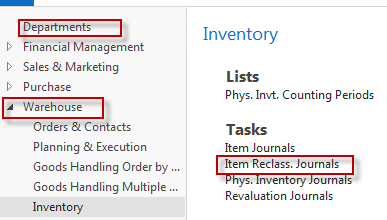 Departments
Financial Management
Sales & Marketing
Purchase
Warehouse
Orders & Contacts
Planning & Execution
Goods Handling Order by ...
Goods Handling Multiple ...
Inventory
Inventory
Lists
Phys. Invt. Counting Periods
Tasks
Item Journals
Item Reclass. Journals
Phys. Inventory Journals
Revaluation Journals